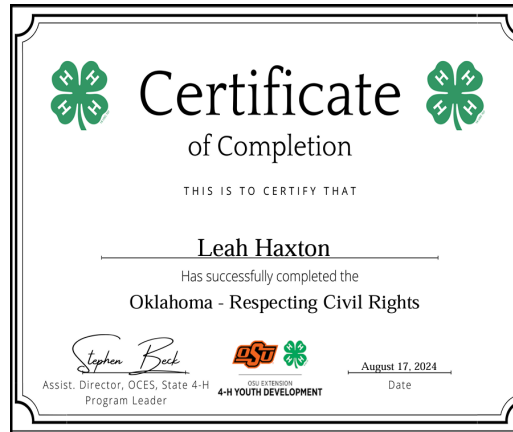 H H H H
Certificate
of Completion
H H H H
THIS IS TO CERTIFY THAT
Leah Haxton
Has successfully completed the
Oklahoma - Respecting Civil Rights
Stephen Beck
Assist. Director, OCES, State 4-H
Program Leader
OSU
OSU EXTENSION
4-H YOUTH DEVELOPMENT
August 17, 2024
Date